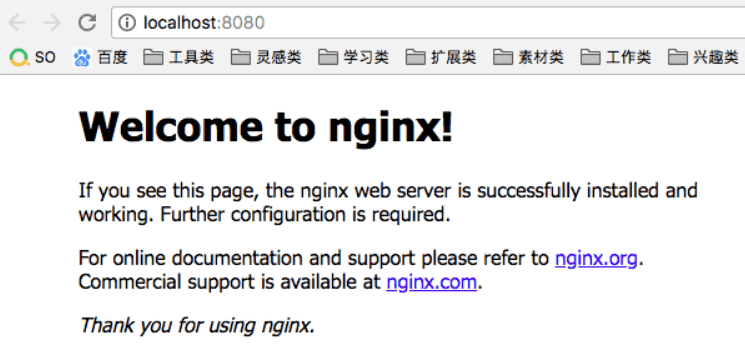 localhost:8080
SO 百度 工具类 灵感类 学习类 扩展类 素材类 工作类 兴趣类
Welcome to nginx!
If you see this page, the nginx web server is successfully installed and
working. Further configuration is required.
For online documentation and support please refer to nginx.org.
Commercial support is available at nginx.com.
Thank you for using nginx.